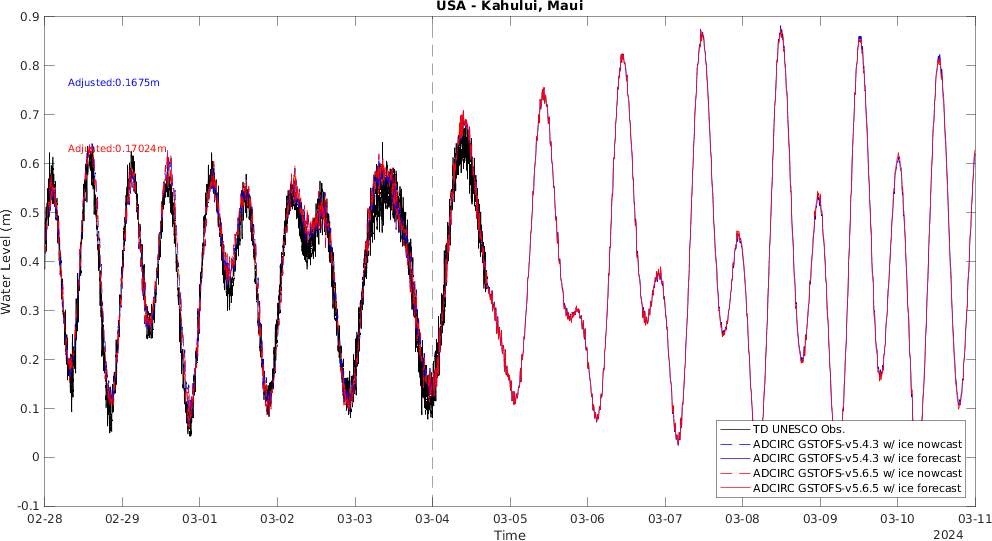 USA - Kahului, Maui
0.9
0.8
0.7
0.6
0.5
0.4
0.3
0.2
0.1
0
-0.1
Water Level (m)
Adjusted:0.1675m
Adjusted:0.17024m
TD UNESCO Obs.
ADCIRC GSTOFS-v5.4.3 w/ ice nowcast
ADCIRC GSTOFS-v5.4.3 w/ ice forecast
ADCIRC GSTOFS-v5.6.5 w/ ice nowcast
ADCIRC GSTOFS-v5.6.5 w/ ice forecast
02-28 02-29 03-01 03-02 03-03 03-04 03-05 03-06 03-07 03-08 03-09 03-10 03-11
Time
2024